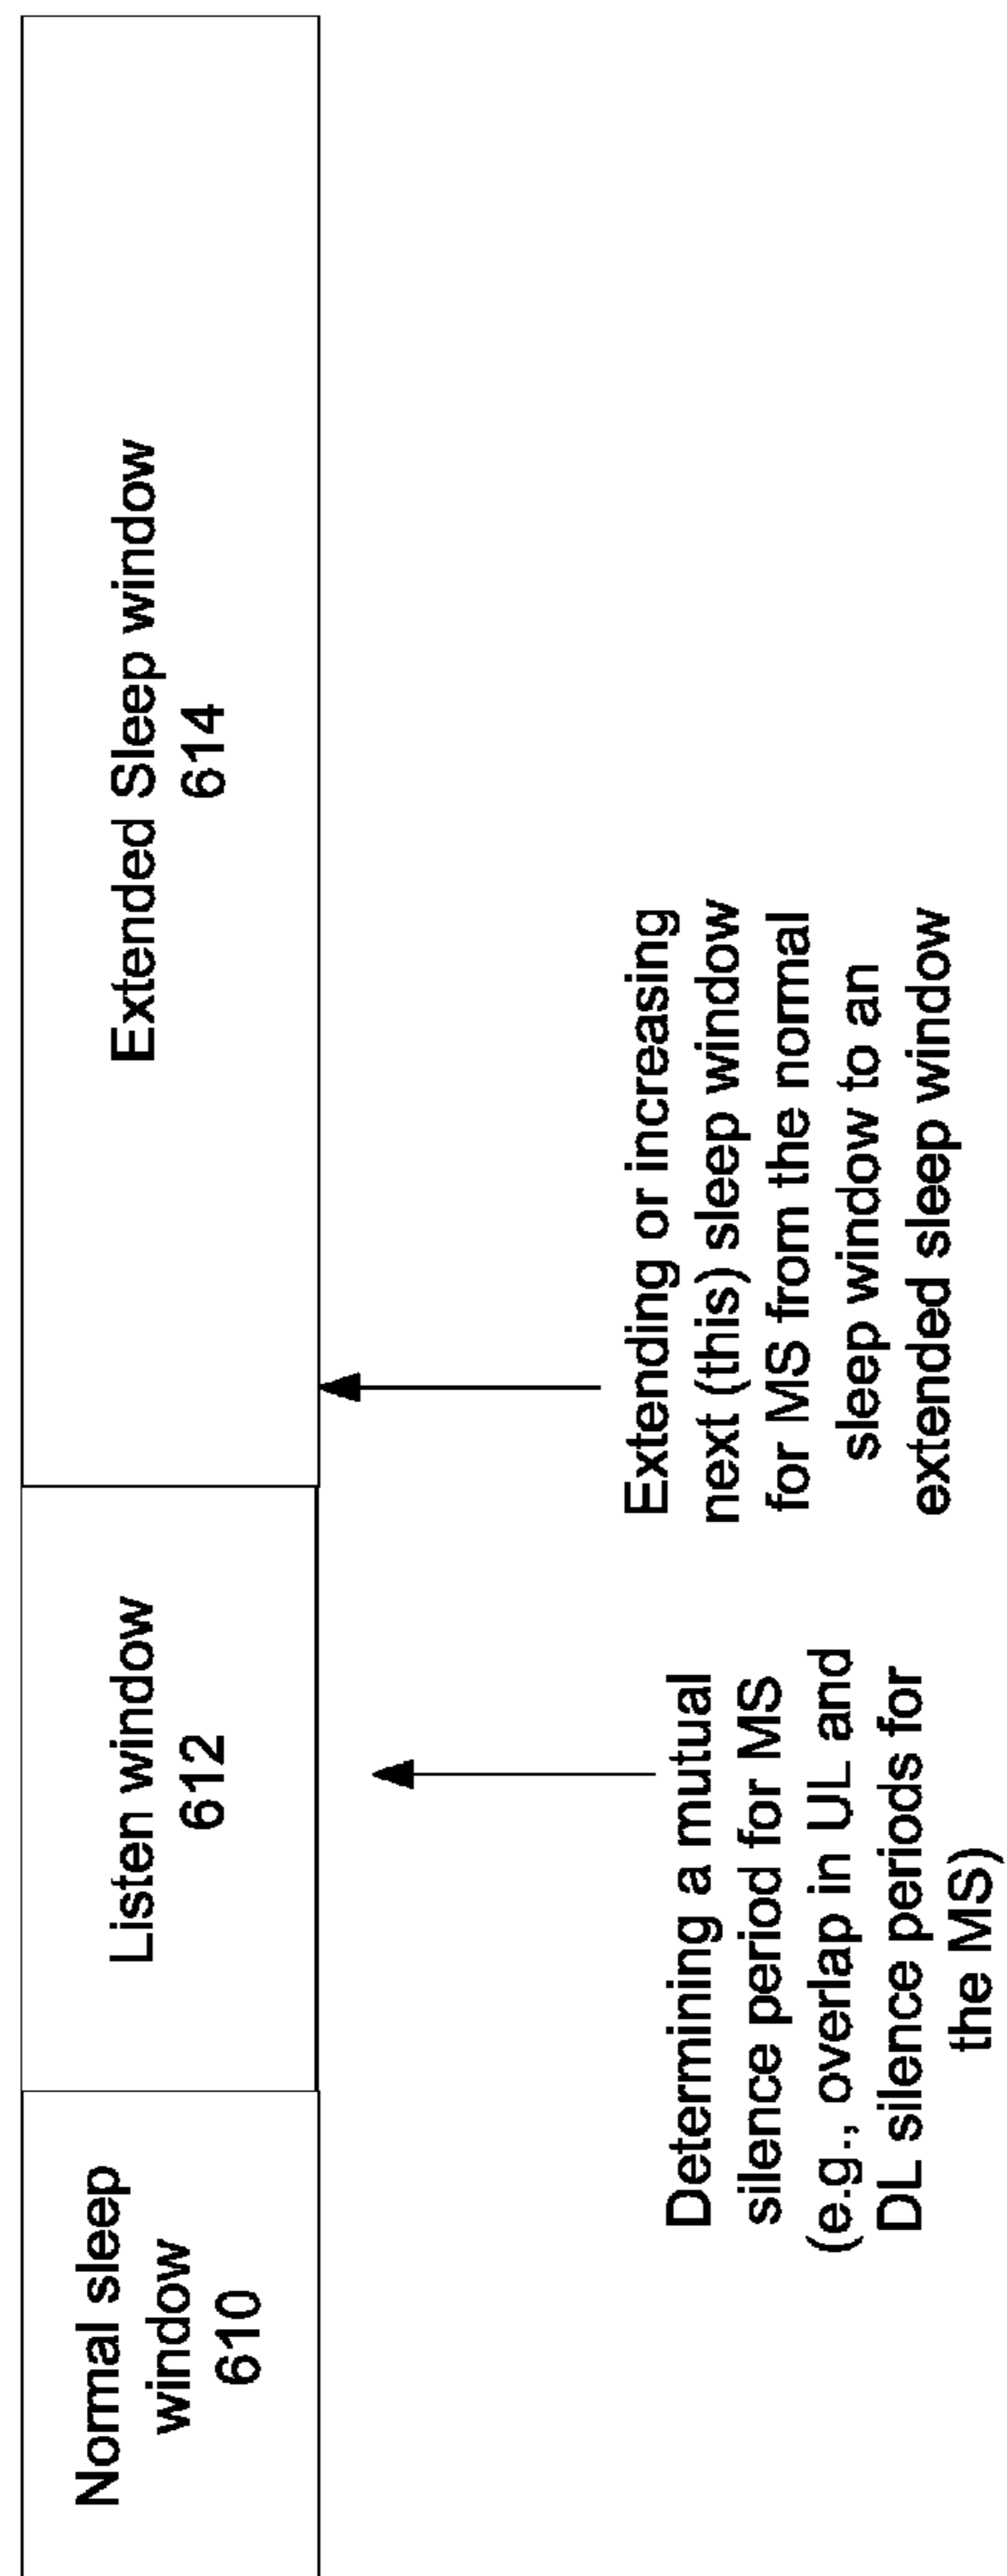 Normal sleep
window
610
Listen window
612
Extended Sleep window
614
Determining a mutual
silence period for MS
(e.g., overlap in UL and
DL silence periods for
the MS)
Extending or increasing
next (this) sleep window
for MS from the normal
sleep window to an
extended sleep window